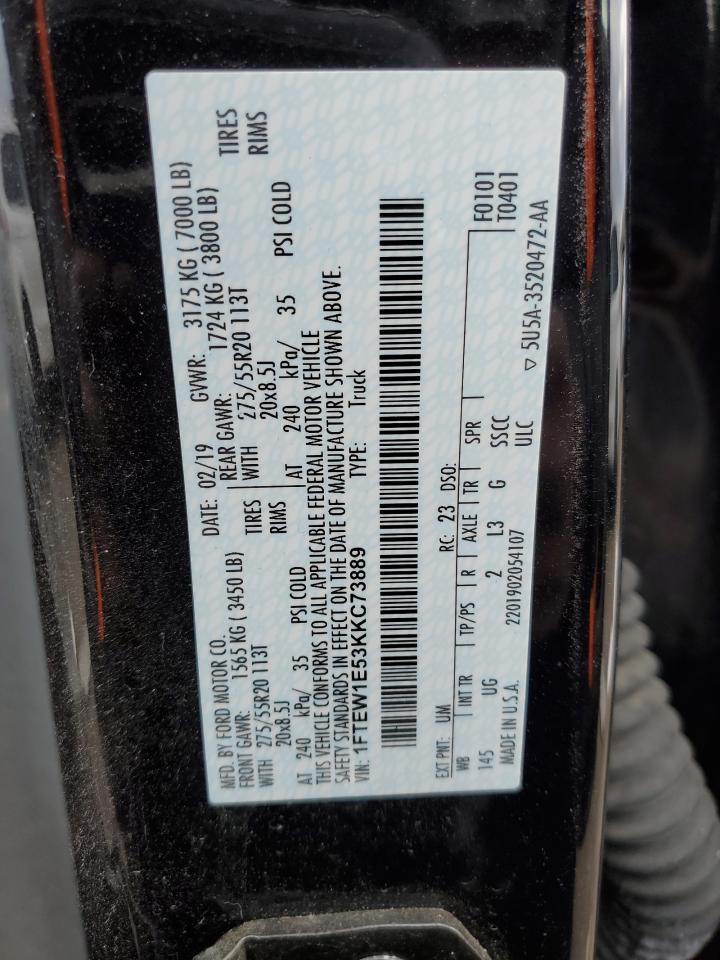 MFD. BY FORD MOTOR CO. DATE: 02/19 GVWR: 3175 KG ( 7000 LB)
FRONT GAWR: 1565 KG ( 3450 LB) REAR GAWR: 1724 KG ( 3800 LB)
WITH 275/55R20 113T TIRES WITH 275/55R20 113T TIRES
20x8.5J RIMS 20x8.5J RIMS
AT 240 kPa/ 35 PSI COLD AT 240 kPa/ 35 PSI COLD
THIS VEHICLE CONFORMS TO ALL APPLICABLE FEDERAL MOTOR VEHICLE
SAFETY STANDARDS IN EFFECT ON THE DATE OF MANUFACTURE SHOWN ABOVE.
VIN: 1FTEW1E53KKC73889 TYPE: Truck
EXT PNT: UM RC: 23 DSO:
WB INT TR TP/PS R AXLE TR SPR F0101
145 UG 2 L3 G SSCC T0401
ULC
MADE IN U.S.A. 2201902054107 ▽ 5U5A-3520472-AA